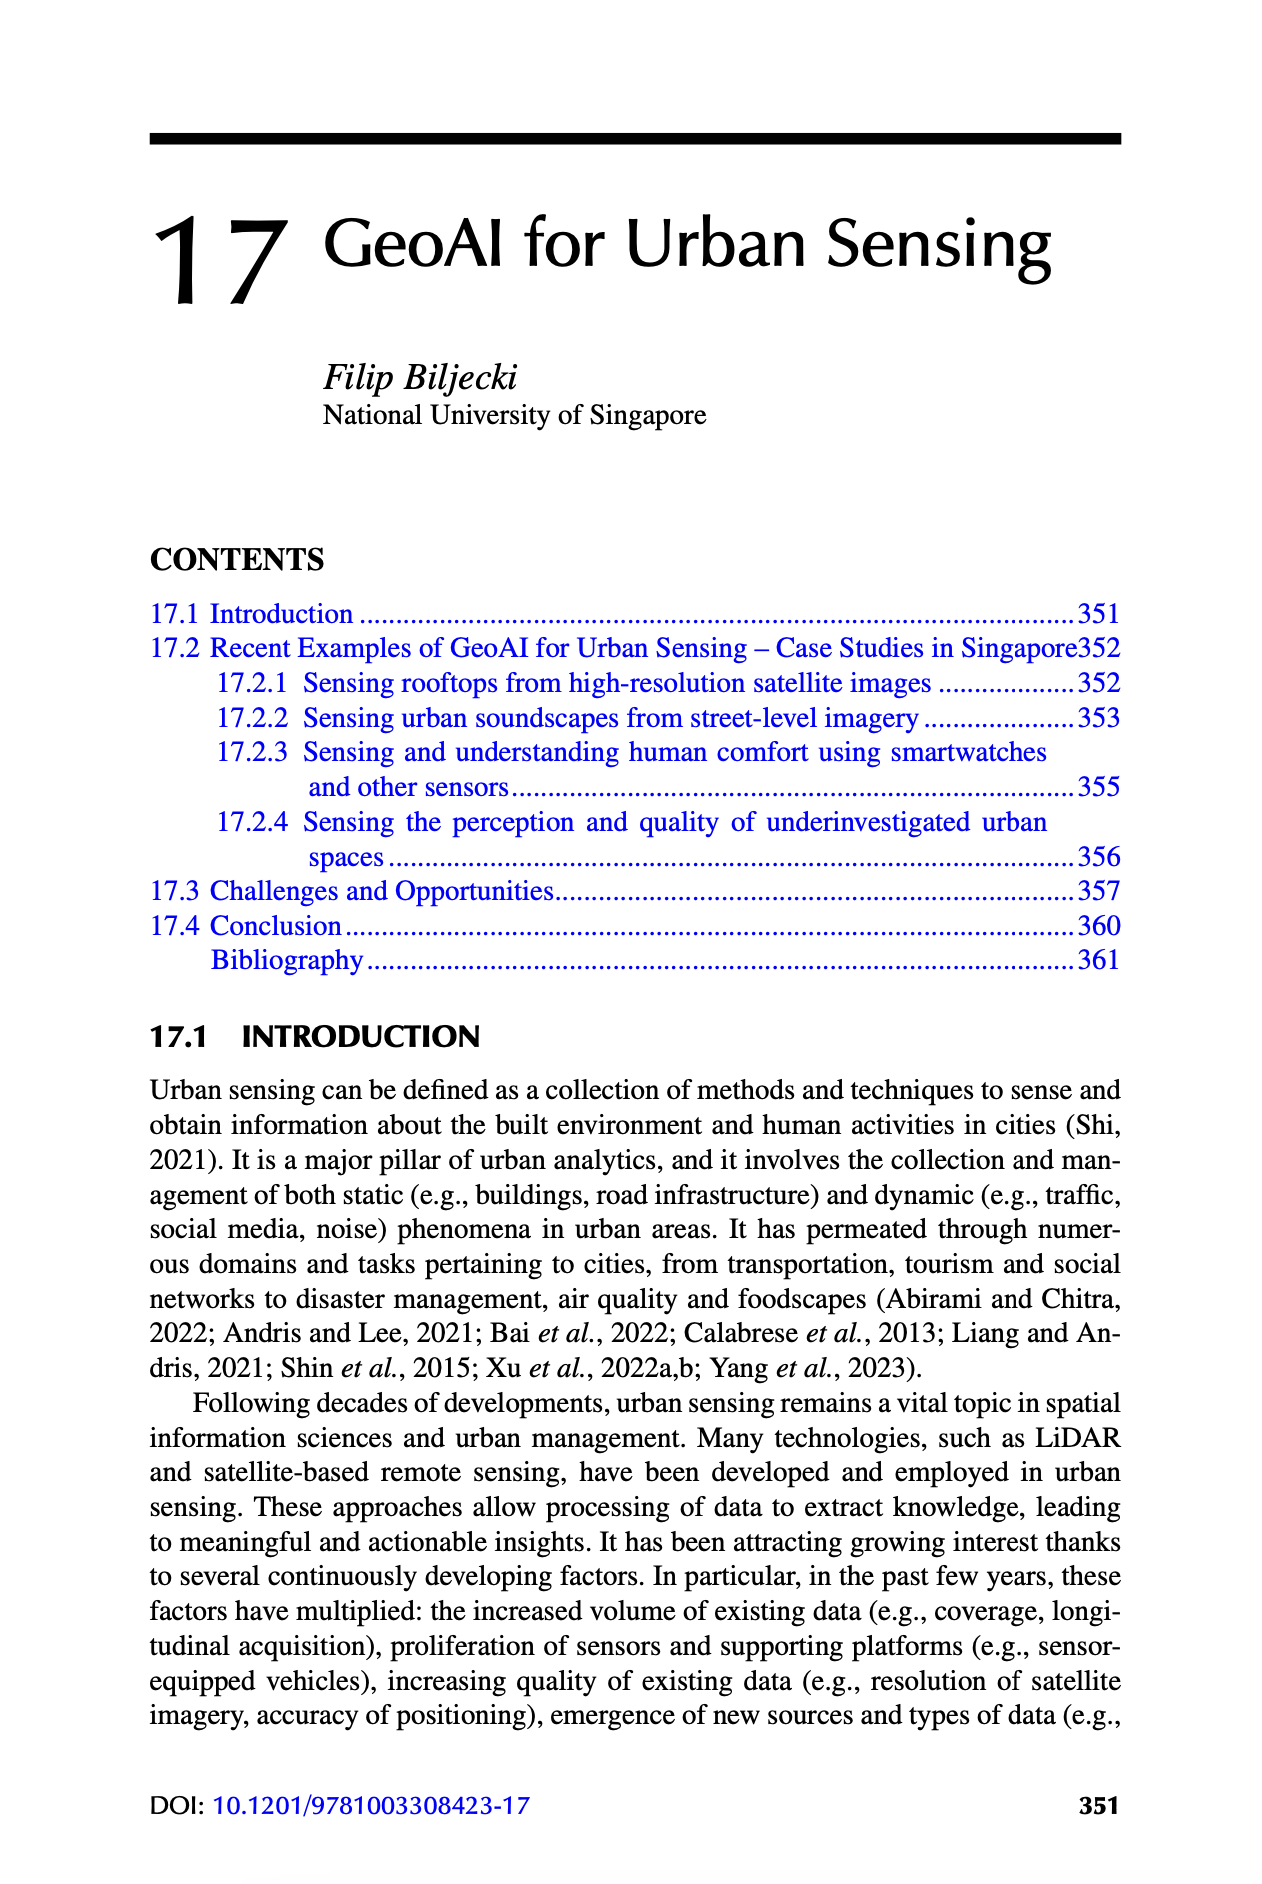 17 GeoAI for Urban Sensing
Filip Biljecki
National University of Singapore
CONTENTS
17.1 Introduction ....................................................................................................351
17.2 Recent Examples of GeoAI for Urban Sensing – Case Studies in Singapore352
17.2.1 Sensing rooftops from high-resolution satellite images ...................352
17.2.2 Sensing urban soundscapes from street-level imagery .....................353
17.2.3 Sensing and understanding human comfort using smartwatches
and other sensors..............................................................................355
17.2.4 Sensing the perception and quality of underinvestigated urban
spaces ...............................................................................................356
17.3 Challenges and Opportunities........................................................................357
17.4 Conclusion .....................................................................................................360
Bibliography ..................................................................................................361
17.1 INTRODUCTION
Urban sensing can be defined as a collection of methods and techniques to sense and
obtain information about the built environment and human activities in cities (Shi,
2021). It is a major pillar of urban analytics, and it involves the collection and man-
agement of both static (e.g., buildings, road infrastructure) and dynamic (e.g., traffic,
social media, noise) phenomena in urban areas. It has permeated through numer-
ous domains and tasks pertaining to cities, from transportation, tourism and social
networks to disaster management, air quality and foodscapes (Abirami and Chitra,
2022; Andris and Lee, 2021; Bai et al., 2022; Calabrese et al., 2013; Liang and An-
dris, 2021; Shin et al., 2015; Xu et al., 2022a,b; Yang et al., 2023).
Following decades of developments, urban sensing remains a vital topic in spatial
information sciences and urban management. Many technologies, such as LiDAR
and satellite-based remote sensing, have been developed and employed in urban
sensing. These approaches allow processing of data to extract knowledge, leading
to meaningful and actionable insights. It has been attracting growing interest thanks
to several continuously developing factors. In particular, in the past few years, these
factors have multiplied: the increased volume of existing data (e.g., coverage, longi-
tudinal acquisition), proliferation of sensors and supporting platforms (e.g., sensor-
equipped vehicles), increasing quality of existing data (e.g., resolution of satellite
imagery, accuracy of positioning), emergence of new sources and types of data (e.g.,
DOI: 10.1201/9781003308423-17 351